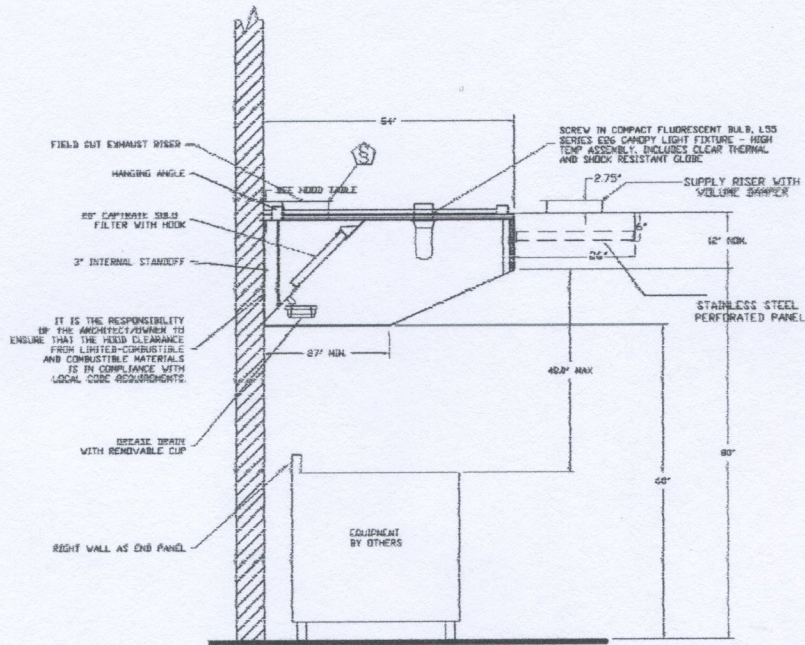 54"
FIELD CUT EXHAUST RISER
S
SCREW IN COMPACT FLUORESCENT BULB, L55
SERIES E26 CANOPY LIGHT FIXTURE - HIGH
TEMP ASSEMBLY, INCLUDES CLEAR THERMAL
AND SHOCK RESISTANT GLOBE
HANGING ANGLE
SEE HOOD TABLE
2.75"
SUPPLY RISER WITH
VOLUME DAMPER
20" CAPTRATE SOLO
FILTER WITH HOOK
6"
12" NOM.
26"
3" INTERNAL STANDOFF
STAINLESS STEEL
PERFORATED PANEL
IT IS THE RESPONSIBILITY
OF THE ARCHITECT/OWNER TO
ENSURE THAT THE HOOD CLEARANCE
FROM LIMITED-COMBUSTIBLE
AND COMBUSTIBLE MATERIALS
IS IN COMPLIANCE WITH
LOCAL CODE REQUIREMENTS.
27" MIN.
MAX
GREASE DRAIN
WITH REMOVABLE CUP
80"
RIGHT WALL AS END PANEL
EQUIPMENT
BY OTHERS